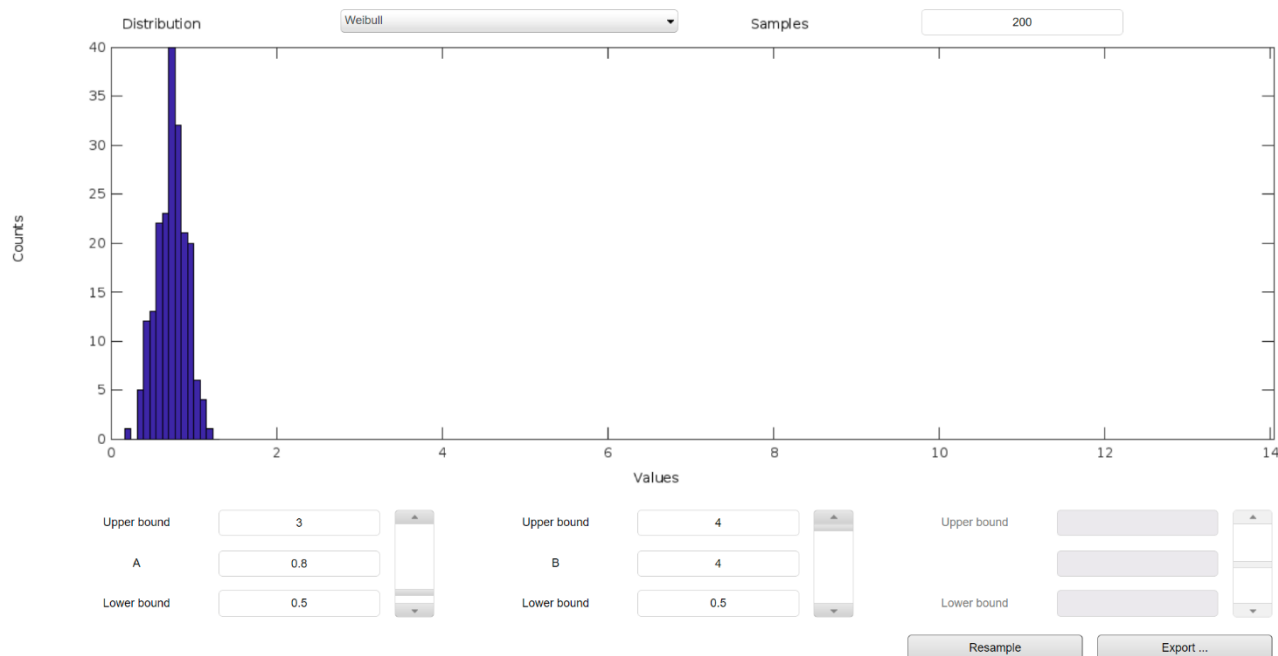 Distribution Weibull Samples 200
40
35
30
25
20
15
10
5
0
Counts
0 2 4 6 8 10 12 14
Values
Upper bound 3 Upper bound 4 Upper bound
A 0.8 B 4
Lower bound 0.5 Lower bound 0.5 Lower bound
Resample Export ...